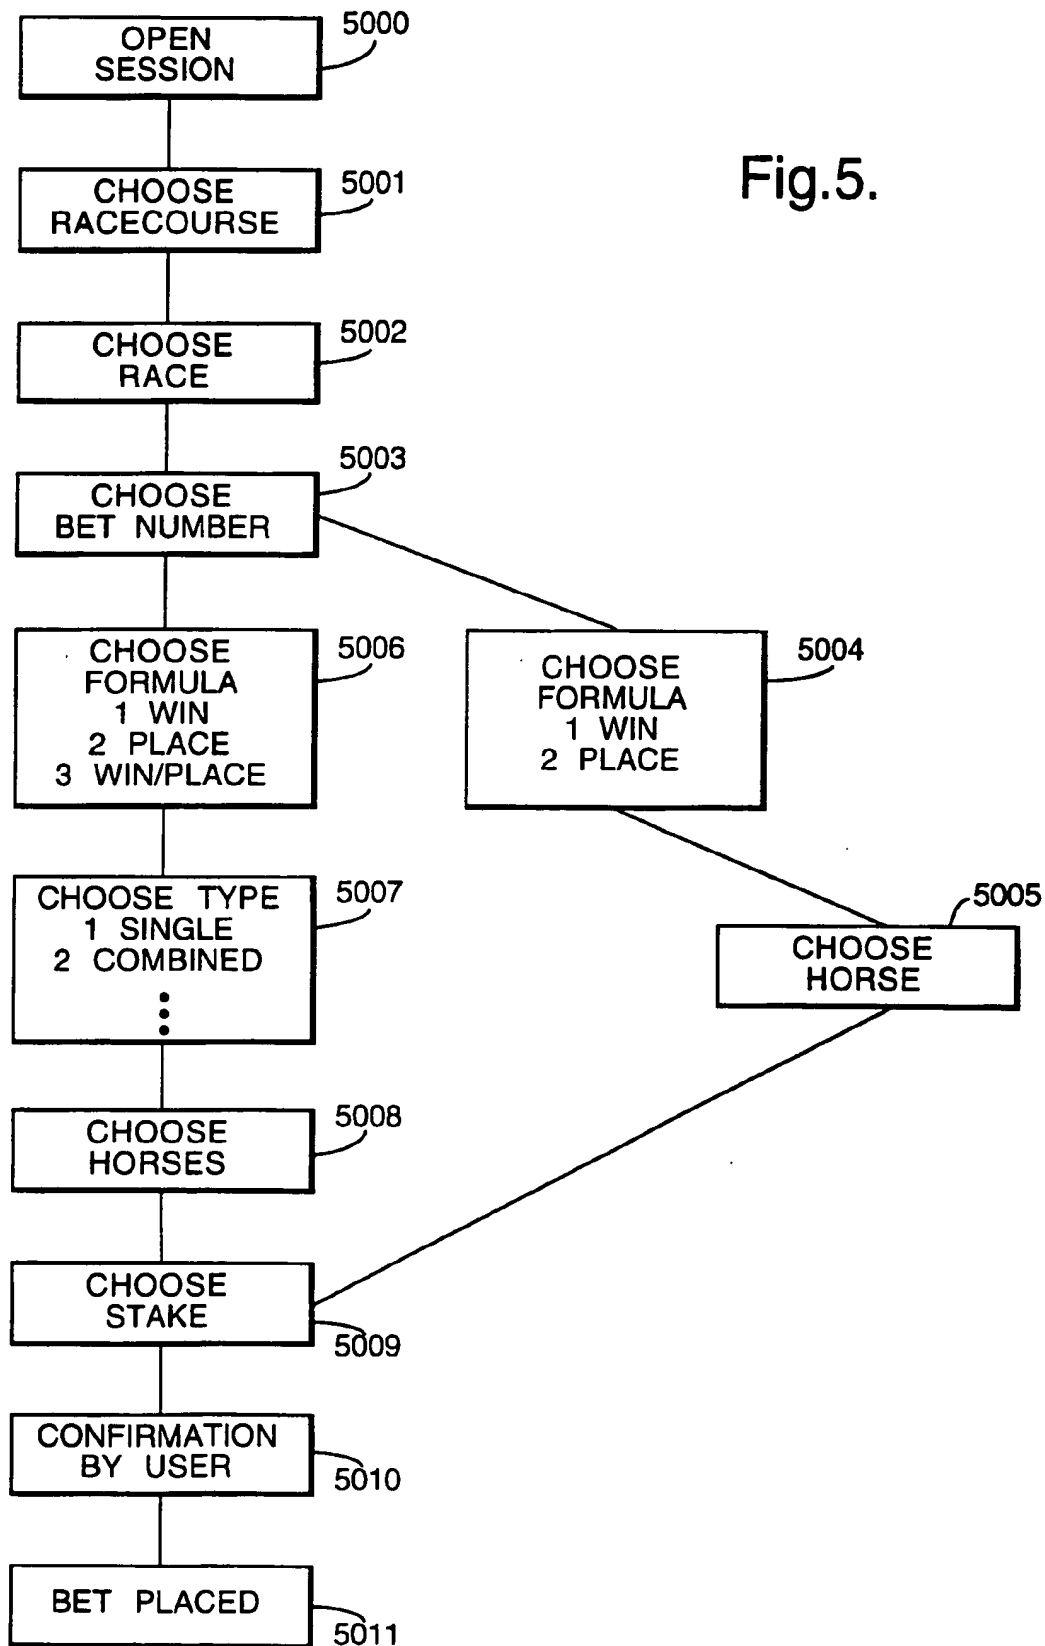 OPEN
SESSION
5000
Fig.5.
CHOOSE
RACECOURSE
5001
CHOOSE
RACE
5002
CHOOSE
BET NUMBER
5003
CHOOSE
FORMULA
1 WIN
2 PLACE
3 WIN/PLACE
5006
CHOOSE
FORMULA
1 WIN
2 PLACE
5004
CHOOSE TYPE
1 SINGLE
2 COMBINED
5007
CHOOSE
HORSE
5005
CHOOSE
HORSES
5008
CHOOSE
STAKE
5009
CONFIRMATION
BY USER
5010
BET PLACED
5011